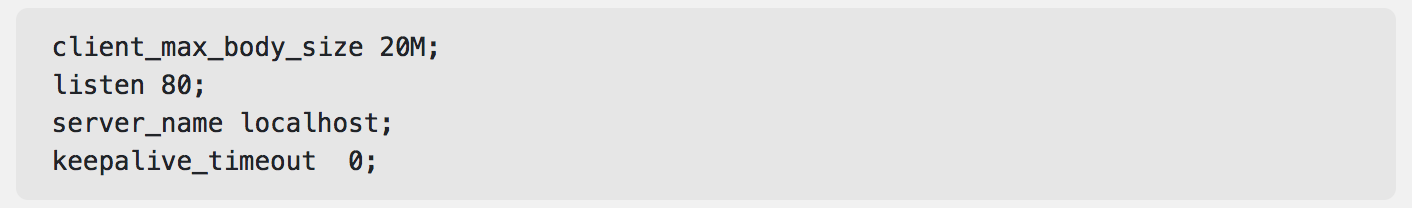 client_max_body_size 20M;
listen 80;
server_name localhost;
keepalive_timeout  0;